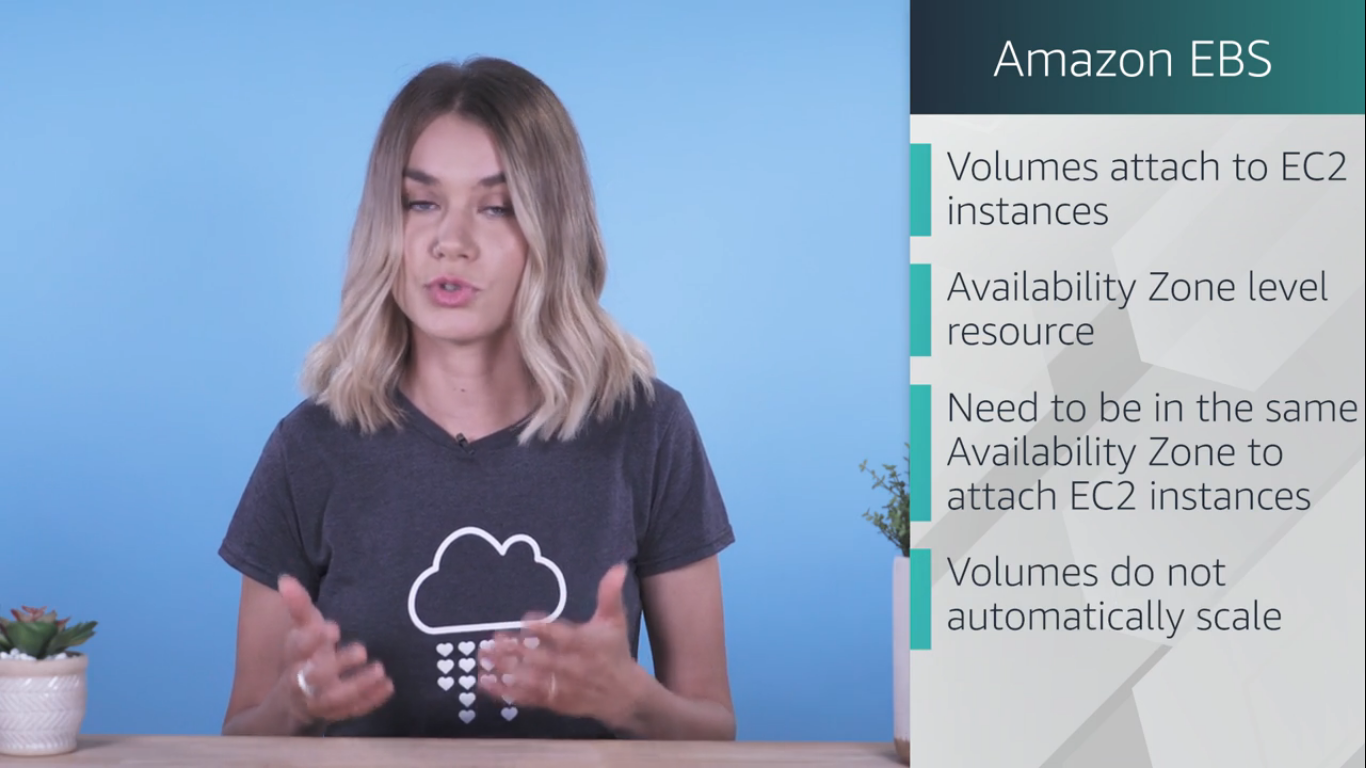 Amazon EBS
Volumes attach to EC2
instances
Availability Zone level
resource
Need to be in the same
Availability Zone to
attach EC2 instances
Volumes do not
automatically scale